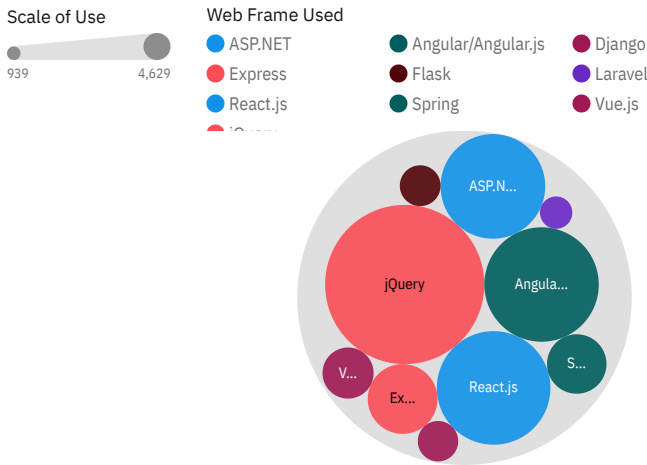 Scale of Use
939 4,629
Web Frame Used
ASP.NET Angular/Angular.js Django
Express Flask Laravel
React.js Spring Vue.js
jQuery
ASP.N...
jQuery
Angula...
S...
V...
React.js
Ex...